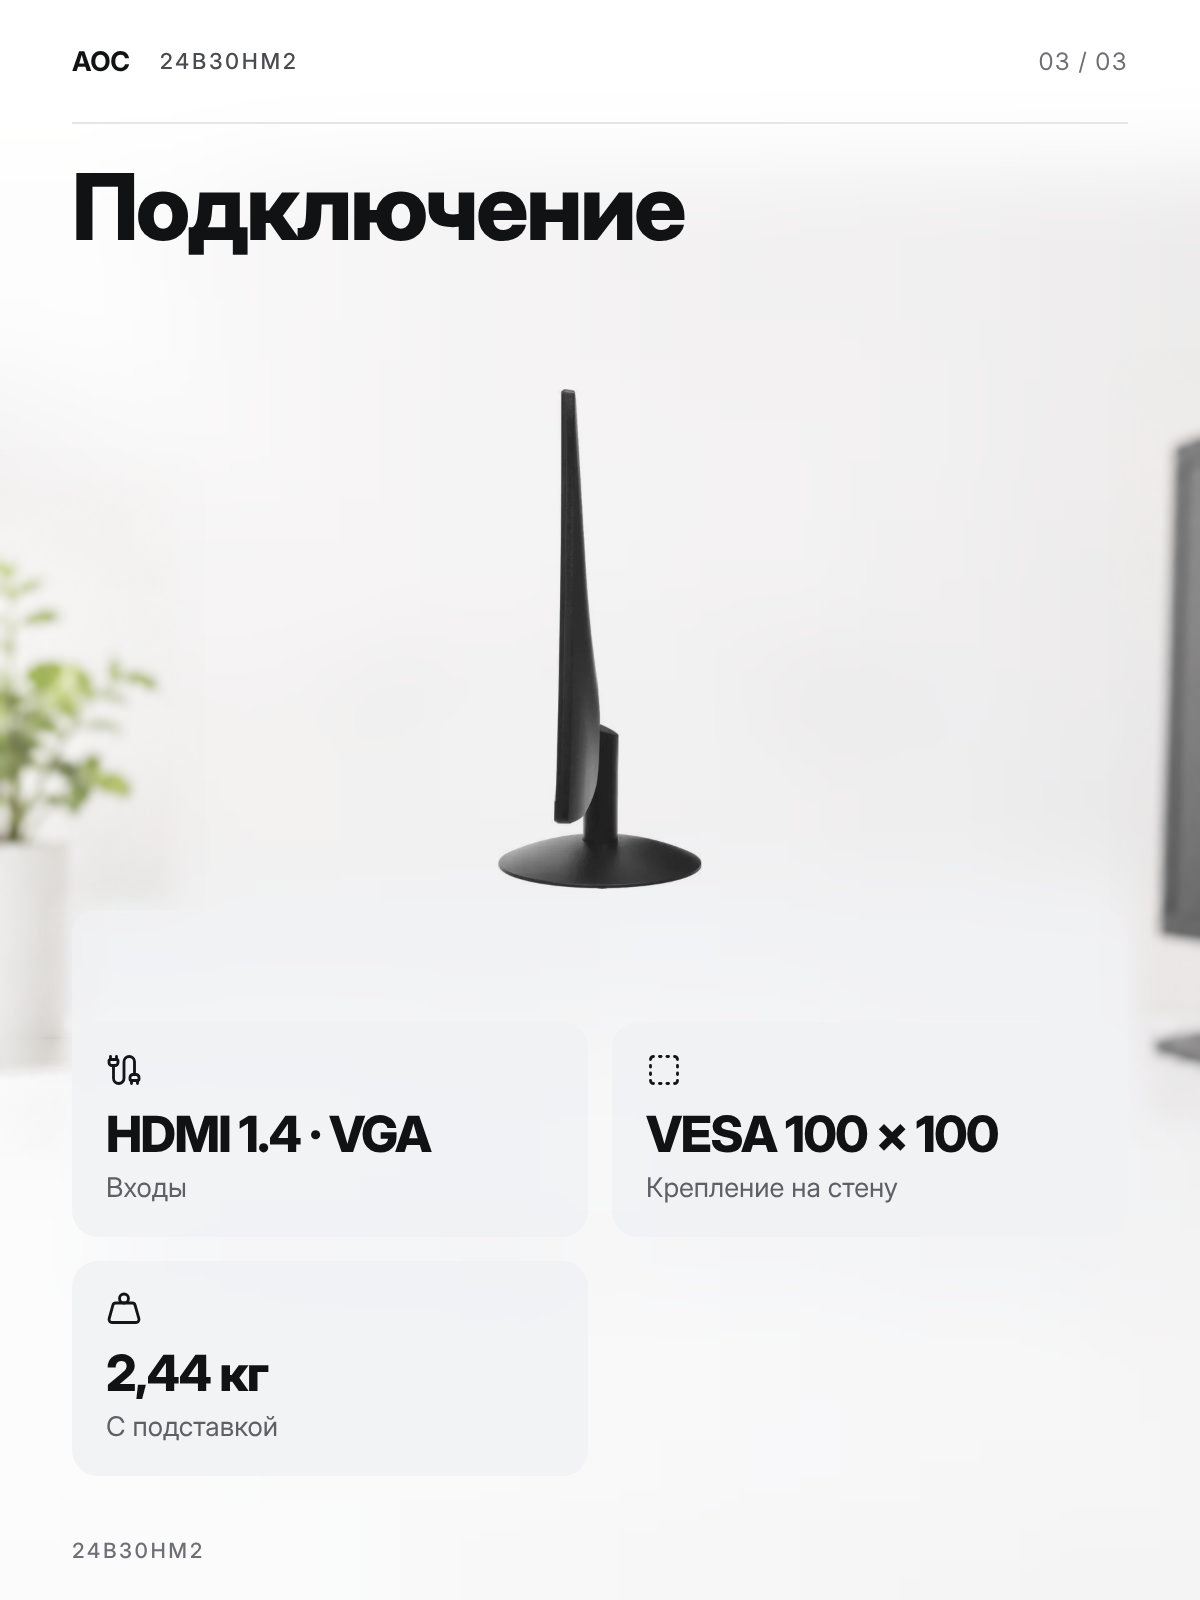 AOC 24B30HM2 03 / 03
Подключение
HDMI 1.4 · VGA
Входы
VESA 100 × 100
Крепление на стену
2,44 кг
С подставкой
24B30HM2